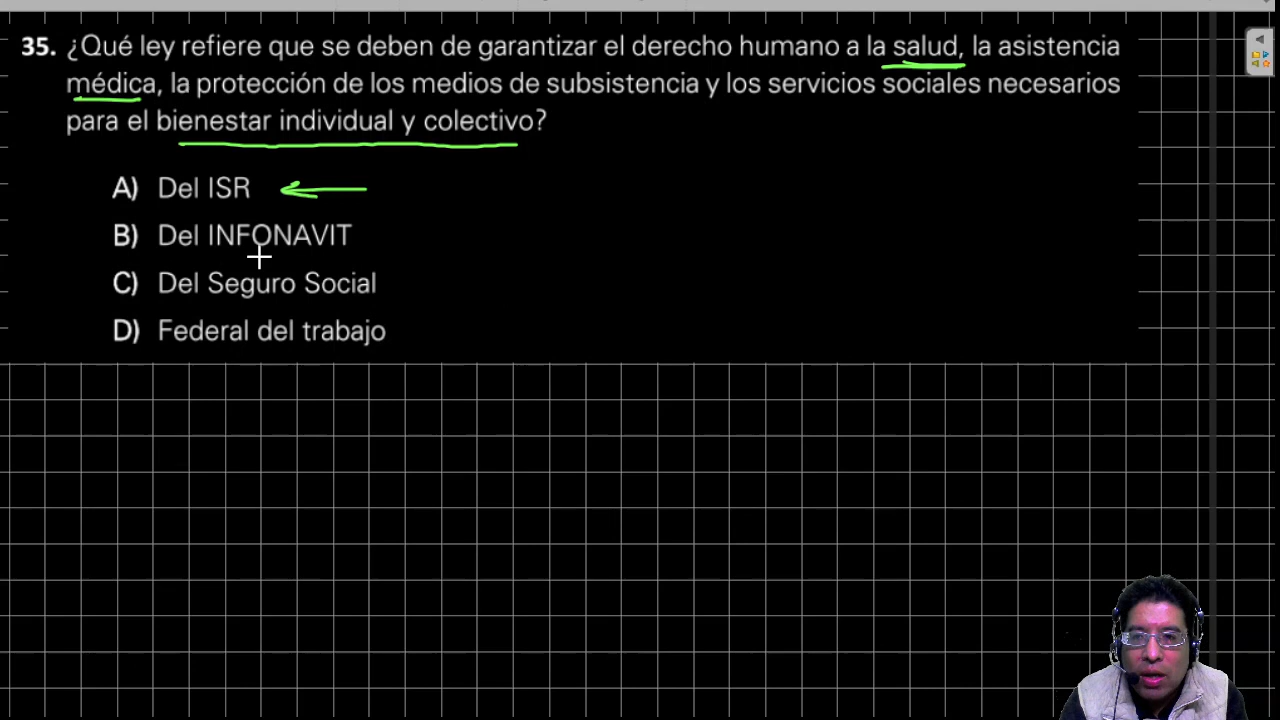 35. ¿Qué ley refiere que se deben de garantizar el derecho humano a la salud, la asistencia
médica, la protección de los medios de subsistencia y los servicios sociales necesarios
para el bienestar individual y colectivo?
A) Del ISR
B) Del INFONAVIT
C) Del Seguro Social
D) Federal del trabajo